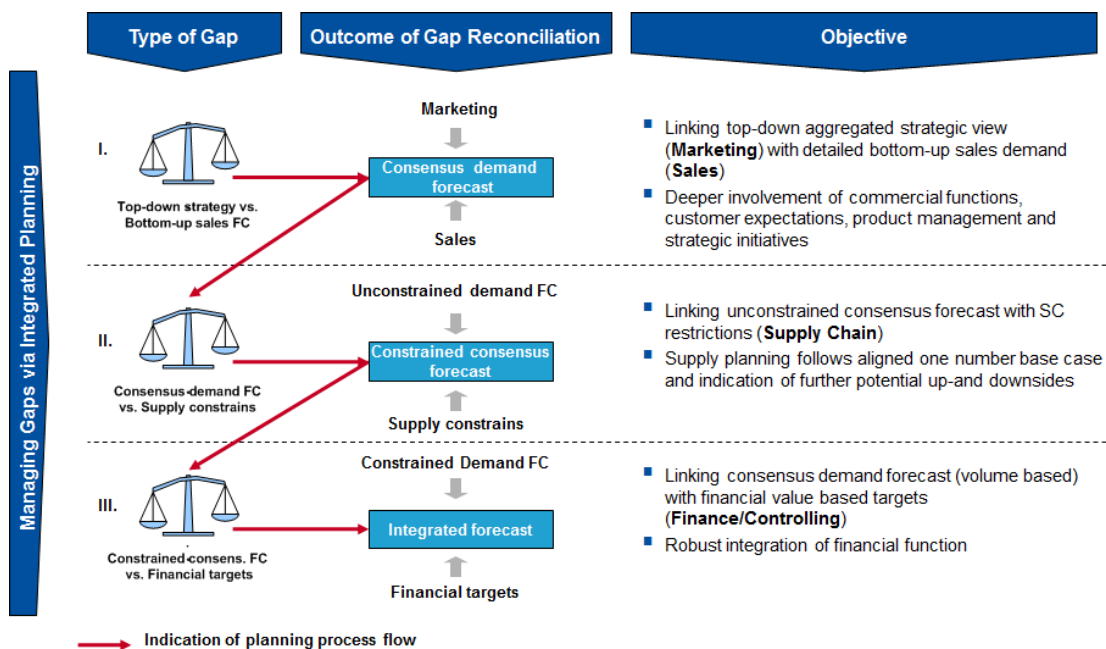 Type of Gap
Outcome of Gap Reconciliation
Objective
Managing Gaps via Integrated Planning
I.
Top-down strategy vs.
Bottom-up sales FC
Marketing
Consensus demand
forecast
Sales
Linking top-down aggregated strategic view
(Marketing) with detailed bottom-up sales demand
(Sales)
Deeper involvement of commercial functions,
customer expectations, product management and
strategic initiatives
II.
Consensus-demand FC
vs. Supply constrains
Unconstrained demand FC
Constrained consensus
forecast
Supply constrains
Linking unconstrained consensus forecast with SC
restrictions (Supply Chain)
Supply planning follows aligned one number base case
and indication of further potential up-and downsides
III.
Constrained-consens. FC
vs. Financial targets
Constrained Demand FC
Integrated forecast
Financial targets
Linking consensus demand forecast (volume based)
with financial value based targets
(Finance/Controlling)
Robust integration of financial function
Indication of planning process flow